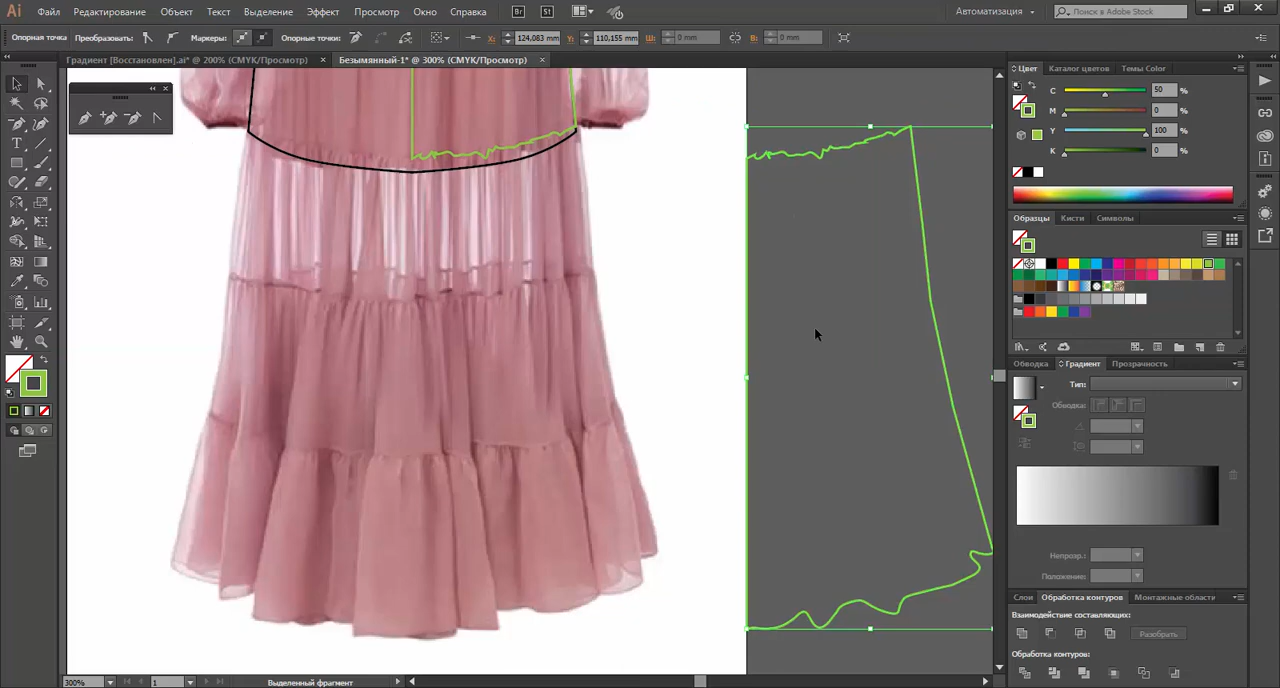 Ai Файл Редактирование Объект Текст Выделение Эффект Просмотр Окно Справка Br St Автоматизация Поиск в Adobe Stock
Опорная точка Преобразовать: Маркеры: Опорные точки: X: 124,083 mm Y: 110,155 mm Ш: 0 mm В: 0 mm
Градиент [Восстановлен].ai* @ 200% (CMYK/Просмотр) Безымянный-1* @ 300% (CMYK/Просмотр)
Цвет Каталог цветов Темы Color
C 50 %
M 0 %
Y 100 %
K 0 %
Образцы Кисти Символы
Обводка Градиент Прозрачность
Тип:
Обводка:
Непрозр.:
Положение:
Слои Обработка контуров Монтажные области
Взаимодействие составляющих:
Разобрать
Обработка контуров:
300% 1 Выделенный фрагмент